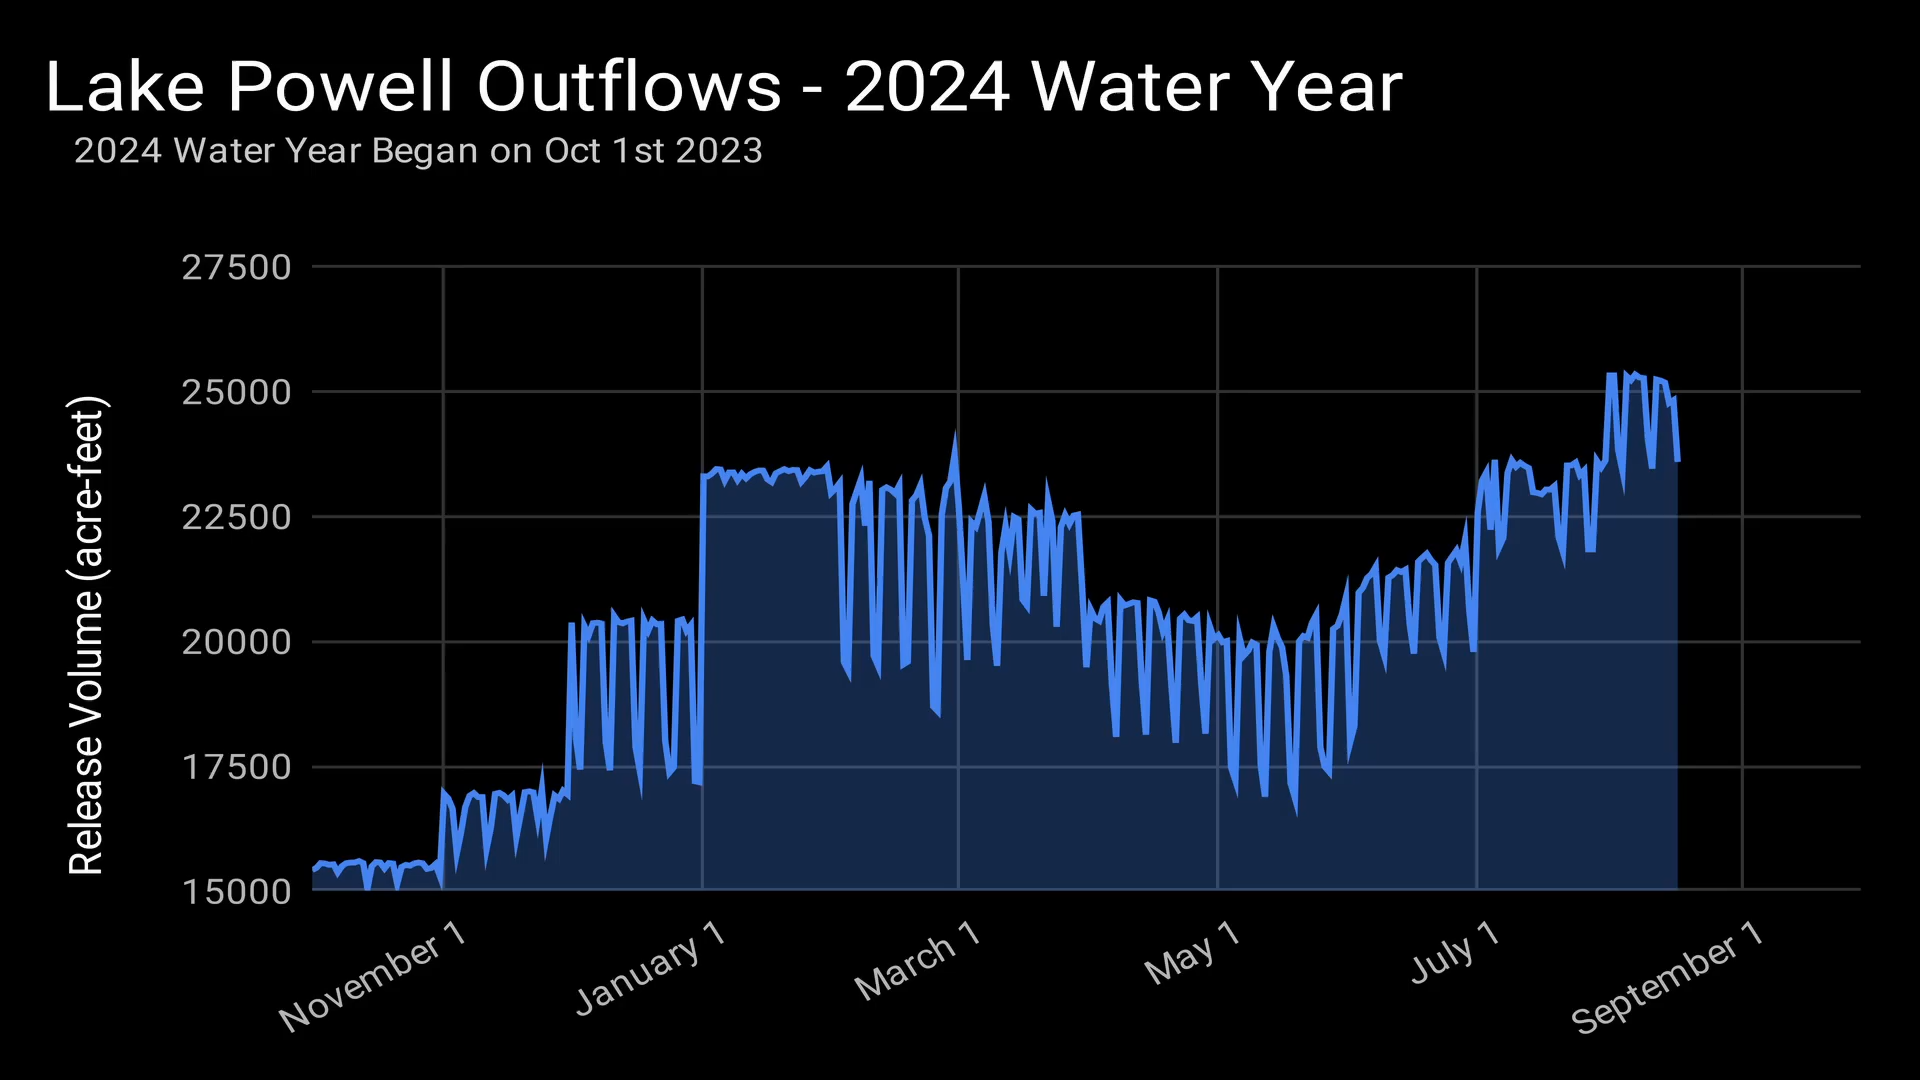 Lake Powell Outflows - 2024 Water Year
2024 Water Year Began on Oct 1st 2023
Release Volume (acre-feet)
27500
25000
22500
20000
17500
15000
November 1
January 1
March 1
May 1
July 1
September 1